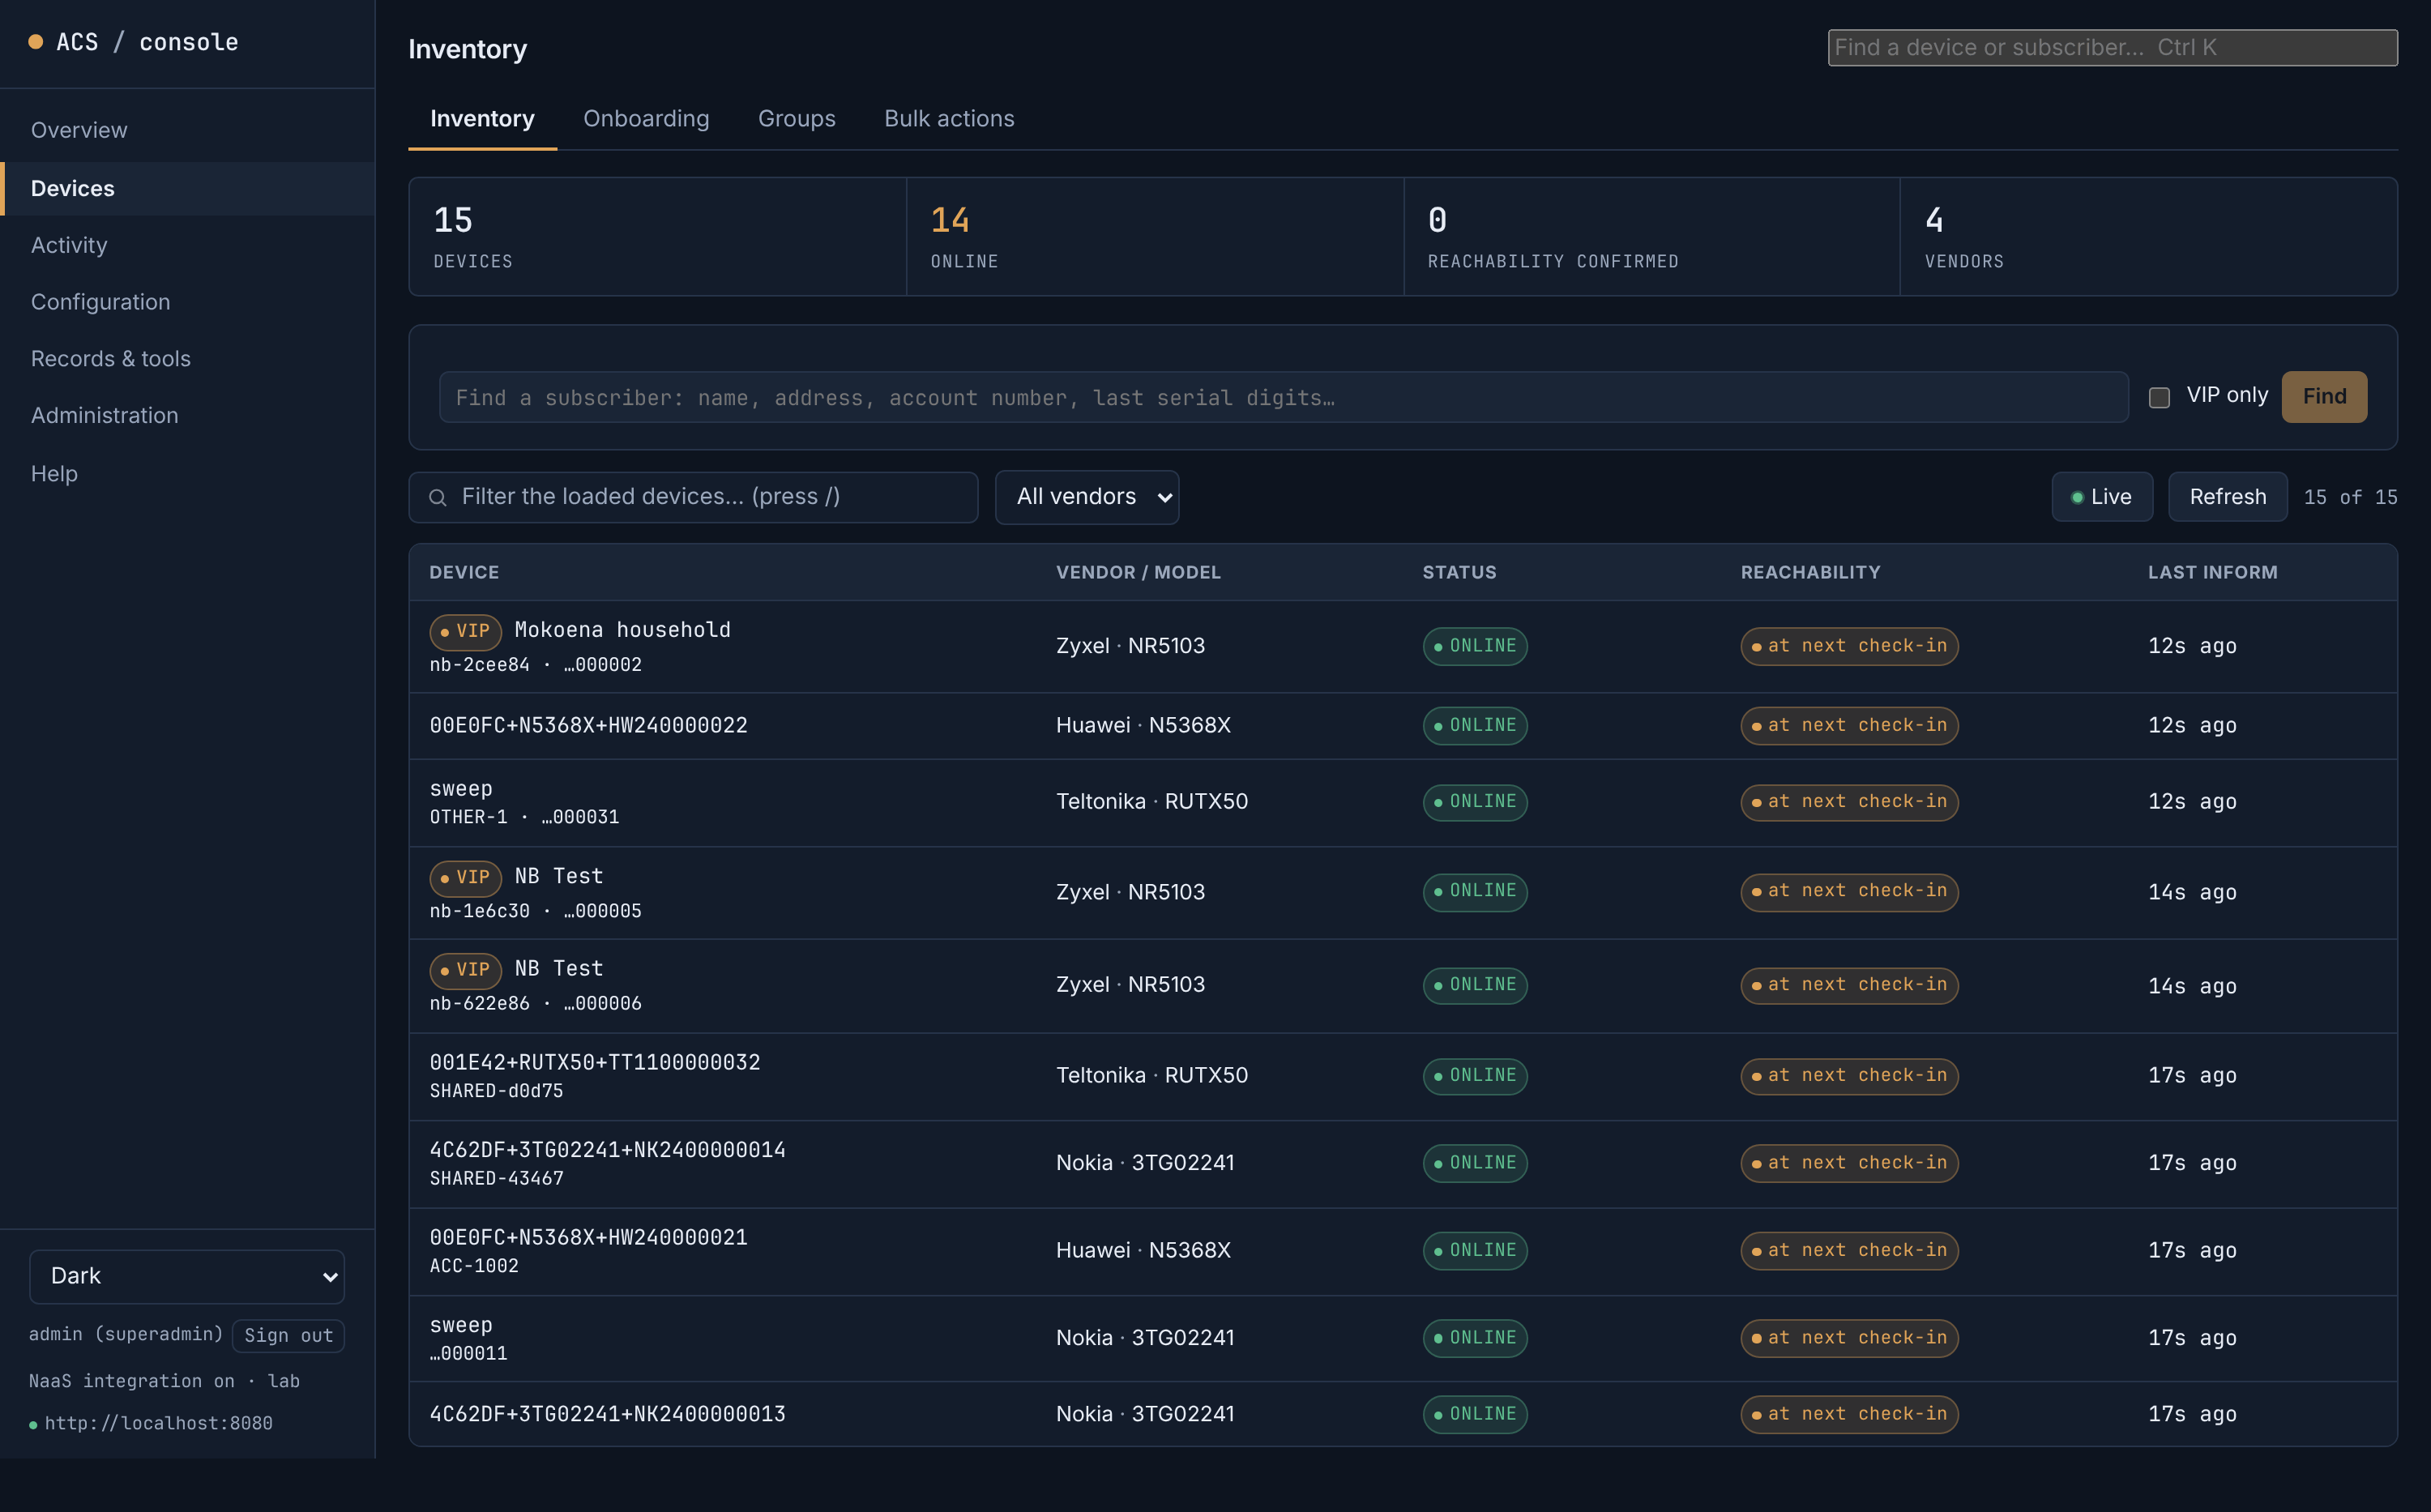 ACS / console
Overview
Devices
Activity
Configuration
Records & tools
Administration
Help
Dark
admin (superadmin) Sign out
NaaS integration on · lab
http://localhost:8080
Inventory
Find a device or subscriber... Ctrl K
Inventory Onboarding Groups Bulk actions
15 14 0 4
DEVICES ONLINE REACHABILITY CONFIRMED VENDORS
Find a subscriber: name, address, account number, last serial digits…
VIP only Find
Filter the loaded devices... (press /) All vendors Live Refresh 15 of 15
DEVICE VENDOR / MODEL STATUS REACHABILITY LAST INFORM
VIP Mokoena household
nb-2cee84 · …000002
Zyxel · NR5103 ONLINE at next check-in 12s ago
00E0FC+N5368X+HW240000022 Huawei · N5368X ONLINE at next check-in 12s ago
sweep
OTHER-1 · …000031
Teltonika · RUTX50 ONLINE at next check-in 12s ago
VIP NB Test
nb-1e6c30 · …000005
Zyxel · NR5103 ONLINE at next check-in 14s ago
VIP NB Test
nb-622e86 · …000006
Zyxel · NR5103 ONLINE at next check-in 14s ago
001E42+RUTX50+TT1100000032
SHARED-d0d75
Teltonika · RUTX50 ONLINE at next check-in 17s ago
4C62DF+3TG02241+NK2400000014
SHARED-43467
Nokia · 3TG02241 ONLINE at next check-in 17s ago
00E0FC+N5368X+HW240000021
ACC-1002
Huawei · N5368X ONLINE at next check-in 17s ago
sweep
…000011
Nokia · 3TG02241 ONLINE at next check-in 17s ago
4C62DF+3TG02241+NK2400000013 Nokia · 3TG02241 ONLINE at next check-in 17s ago